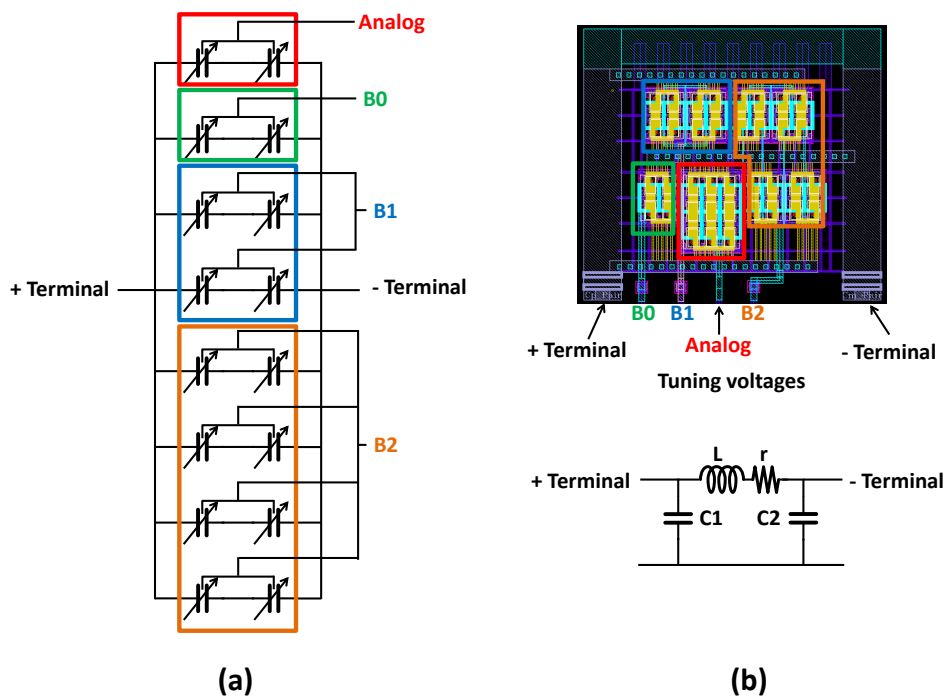 Analog
B0
B1
+ Terminal
- Terminal
B2
(a)
B0
B1
B2
+ Terminal
Analog
- Terminal
Tuning voltages
L
r
+ Terminal
- Terminal
C1
C2
(b)